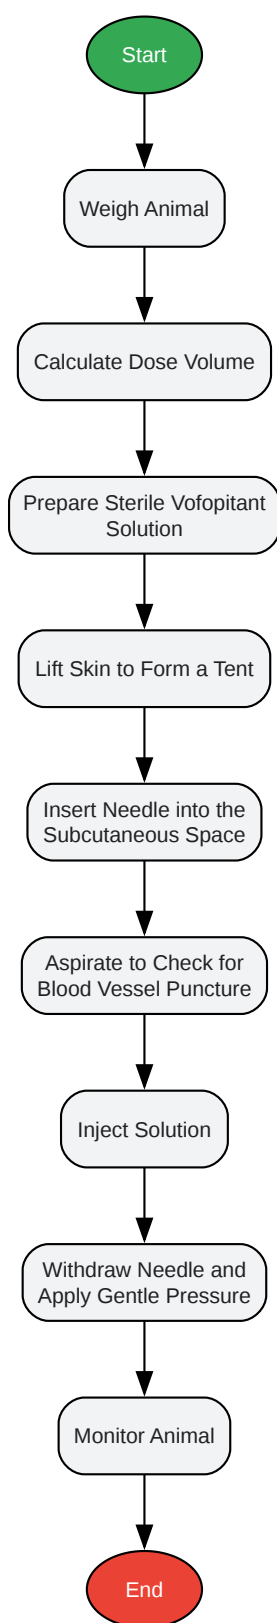 Start
Weigh Animal
Calculate Dose Volume
Prepare Sterile Vofopitant
Solution
Lift Skin to Form a Tent
Insert Needle into the
Subcutaneous Space
Aspirate to Check for
Blood Vessel Puncture
Inject Solution
Withdraw Needle and
Apply Gentle Pressure
Monitor Animal
End